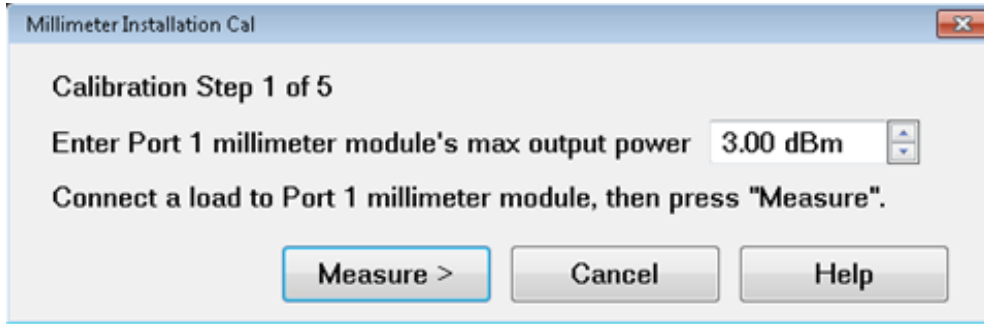 Millimeter Installation Cal
Calibration Step 1 of 5
Enter Port 1 millimeter module's max output power 3.00 dBm
Connect a load to Port 1 millimeter module, then press "Measure".
Measure > Cancel Help